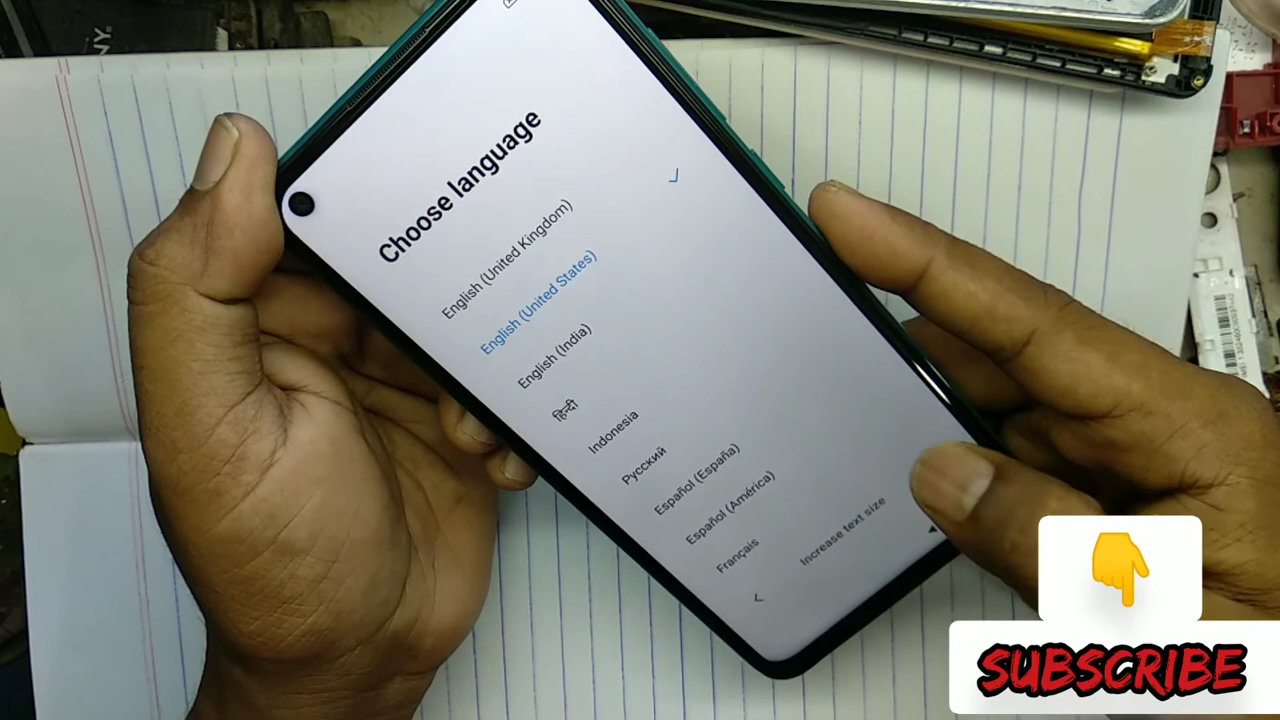 Choose language
English (United Kingdom)
English (United States)
English (India)
हिन्दी
Indonesia
Русский
Español (España)
Español (América)
Français
Increase text size
SUBSCRIBE